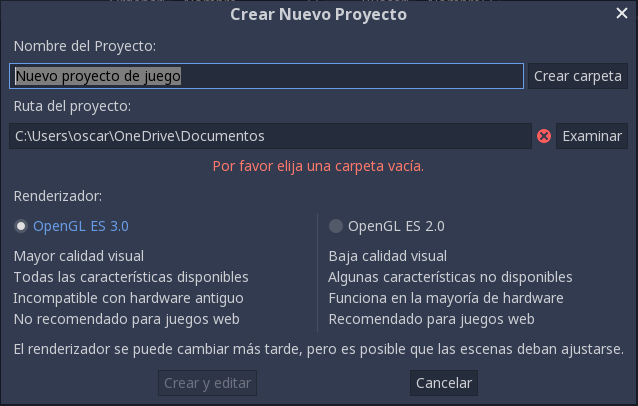 Crear Nuevo Proyecto
Nombre del Proyecto:
Nuevo proyecto de juego
Crear carpeta
Ruta del proyecto:
C:\Users\oscar\OneDrive\Documentos
Examinar
Por favor elija una carpeta vacía.
Renderizador:
OpenGL ES 3.0
Mayor calidad visual
Todas las características disponibles
Incompatible con hardware antiguo
No recomendado para juegos web
OpenGL ES 2.0
Baja calidad visual
Algunas características no disponibles
Funciona en la mayoría de hardware
Recomendado para juegos web
El renderizador se puede cambiar más tarde, pero es posible que las escenas deban ajustarse.
Crear y editar
Cancelar